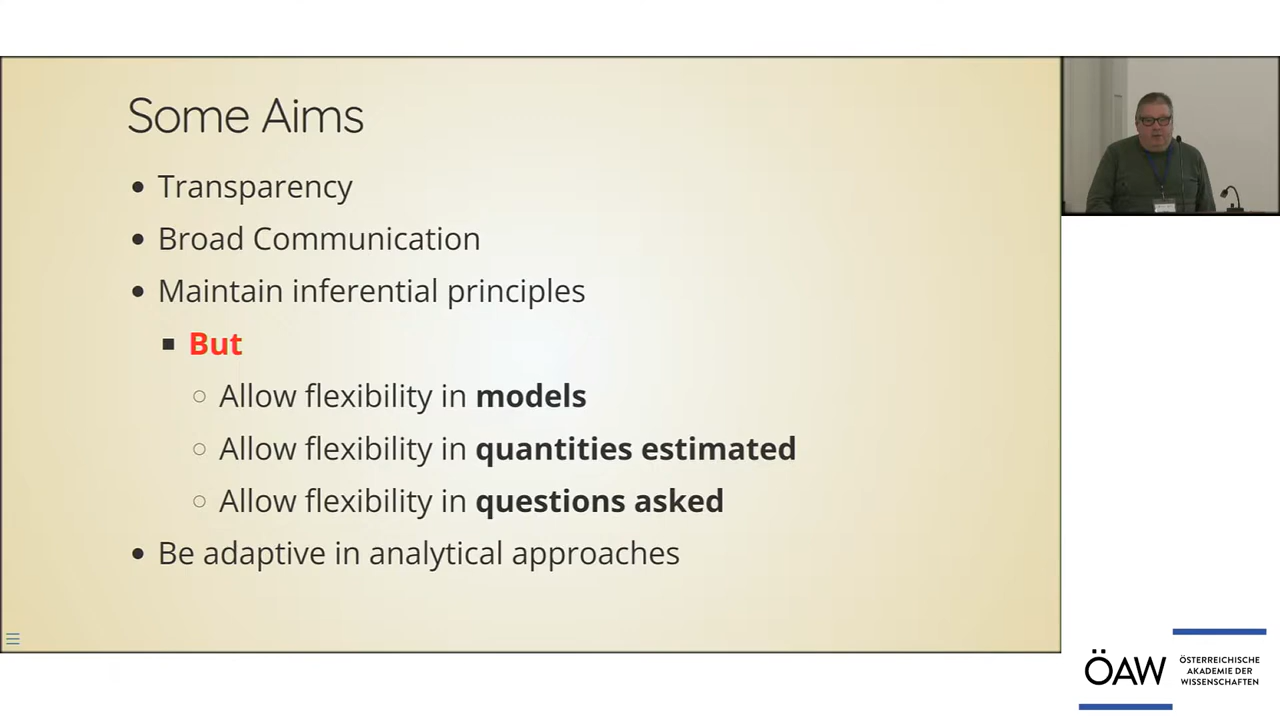 Some Aims
Transparency
Broad Communication
Maintain inferential principles
But
Allow flexibility in models
Allow flexibility in quantities estimated
Allow flexibility in questions asked
Be adaptive in analytical approaches
ÖAW
ÖSTERREICHISCHE
AKADEMIE DER
WISSENSCHAFTEN